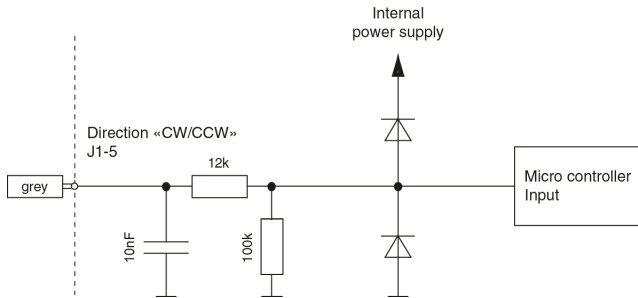 Internal
power supply
Direction «CW/CCW»
J1-5
12k
grey
Micro controller
Input
10nF
100k